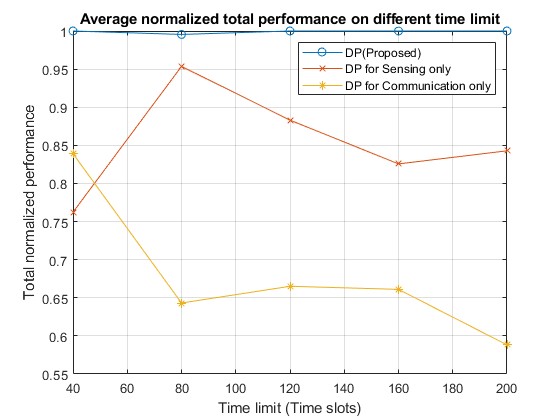 Average normalized total performance on different time limit
DP(Proposed)
DP for Sensing only
DP for Communication only
Total normalized performance
1
0.95
0.9
0.85
0.8
0.75
0.7
0.65
0.6
0.55
40 60 80 100 120 140 160 180 200
Time limit (Time slots)